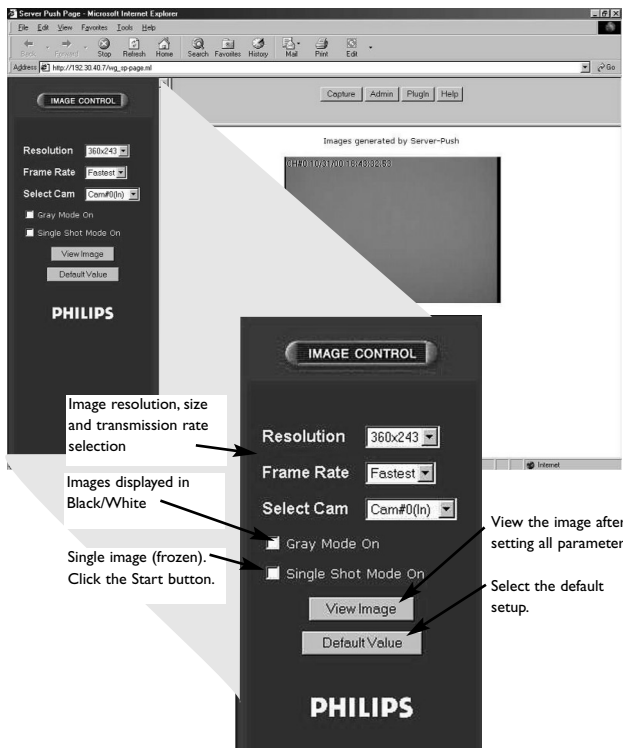 Server Push Page - Microsoft Internet Explorer
File Edit View Favorites Tools Help
Back Forward Stop Refresh Home Search Favorites History Mail Print Edit
Address http://192.30.40.7/wg_sp-page.ml Go
IMAGE CONTROL
Capture Admin PlugIn Help
Images generated by Server-Push
Resolution 360x243
Frame Rate Fastest
Select Cam Cam#0(In)
Gray Mode On
Single Shot Mode On
View Image
Default Value
PHILIPS
Internet
IMAGE CONTROL
Image resolution, size
and transmission rate
selection
Resolution 360x243
Frame Rate Fastest
Select Cam Cam#0(In)
Images displayed in
Black/White
Gray Mode On
Single image (frozen).
Click the Start button.
Single Shot Mode On
View the image after
setting all parameter
View Image
Select the default
setup.
Default Value
PHILIPS